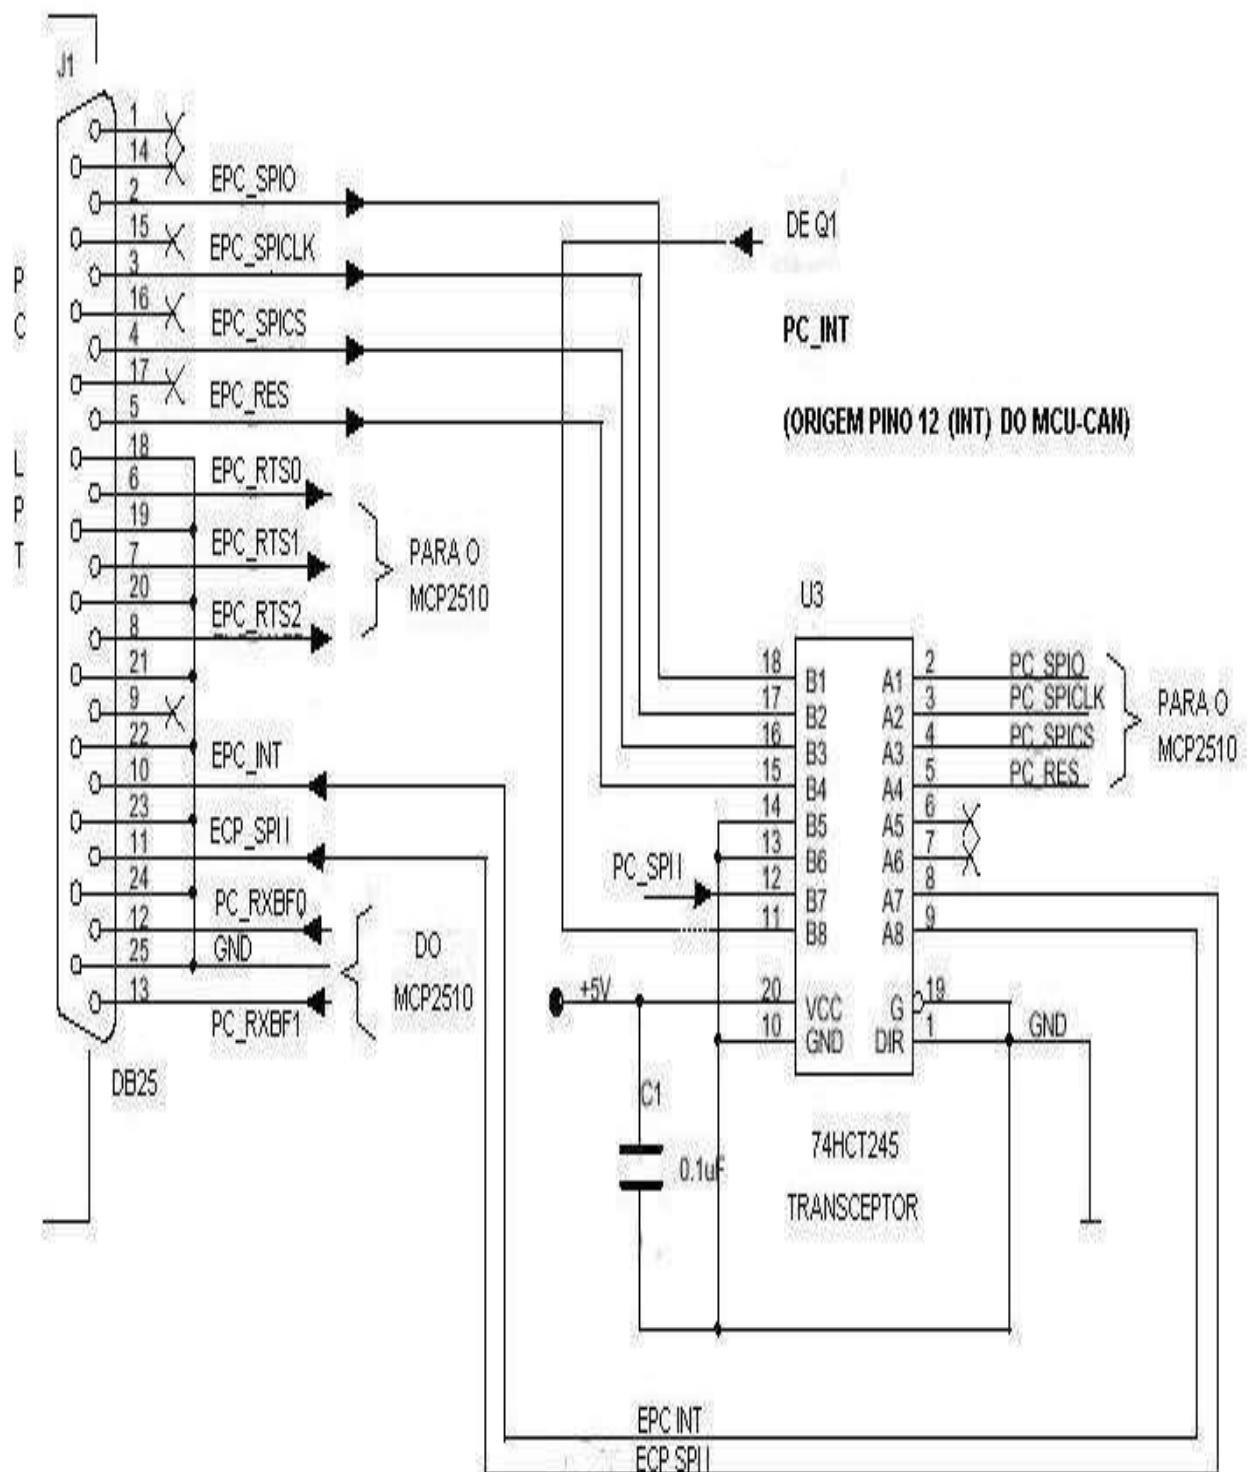 J1
PC LPT
1
14
EPC_SPIO
2
15
EPC_SPICLK
3
16
EPC_SPICS
4
17
EPC_RES
5
18
EPC_RTS0
6
19
EPC_RTS1
7
20
EPC_RTS2
8
21
9
22
EPC_INT
10
23
ECP_SPI I
11
24
PC_RXBF0
12
25
GND
13
PC_RXBF1
DB25
PARA O
MCP2510
DO
MCP2510
DE Q1
PC_INT
(ORIGEM PINO 12 (INT) DO MCU-CAN)
U3
18 B1 A1 2 PC_SPIO
17 B2 A2 3 PC_SPICLK
16 B3 A3 4 PC_SPICS
15 B4 A4 5 PC_RES
14 B5 A5 6
13 B6 A6 7
PC_SPI I 12 B7 A7 8
11 B8 A8 9
+5V 20 VCC G 19
10 GND DIR 1 GND
PARA O
MCP2510
C1
0.1uF
74HCT245
TRANSCEPTOR
EPC INT
ECP SPI I